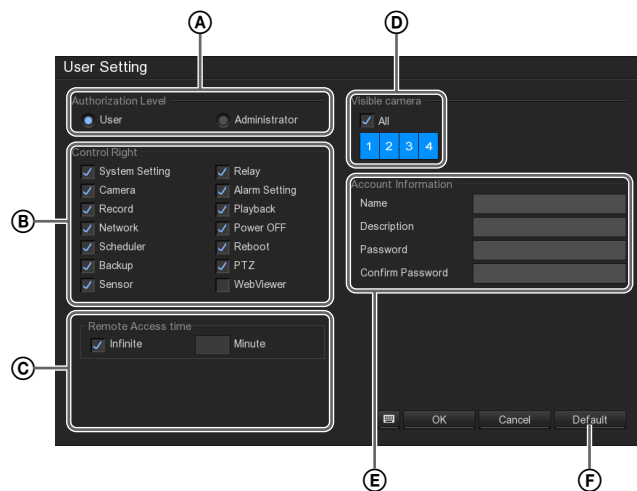 A
D
User Setting
Authorization Level
User
Administrator
Visible camera
All
1 2 3 4
Control Right
System Setting
Relay
Camera
Alarm Setting
Record
Playback
Network
Power OFF
Scheduler
Reboot
Backup
PTZ
Sensor
WebViewer
B
Account Information
Name
Description
Password
Confirm Password
Remote Access time
Infinite
Minute
C
OK
Cancel
Default
E
F